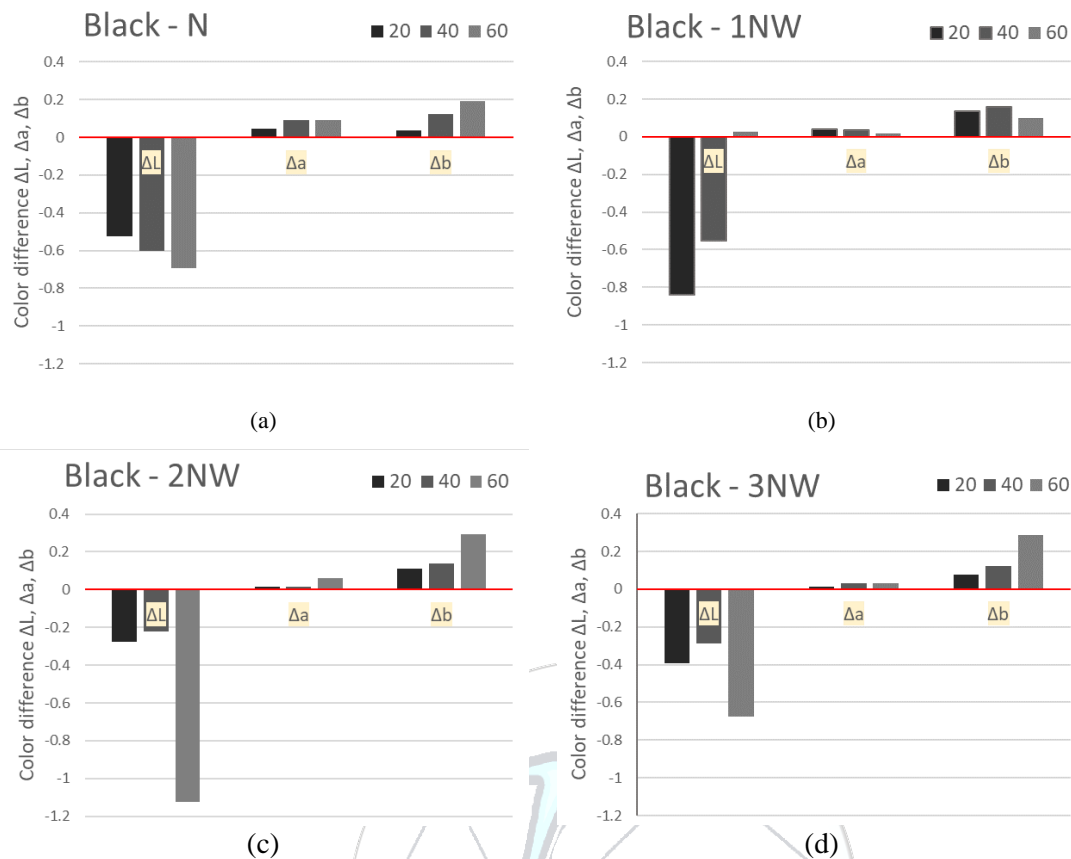 Black - N
20 40 60
Color difference ΔL, Δa, Δb
0.4
0.2
0
-0.2
-0.4
-0.6
-0.8
-1
-1.2
ΔL
Δa
Δb
(a)
Black - 1NW
20 40 60
Color difference ΔL, Δa, Δb
0.4
0.2
0
-0.2
-0.4
-0.6
-0.8
-1
-1.2
ΔL
Δa
Δb
(b)
Black - 2NW
20 40 60
Color difference ΔL, Δa, Δb
0.4
0.2
0
-0.2
-0.4
-0.6
-0.8
-1
-1.2
ΔL
Δa
Δb
(c)
Black - 3NW
20 40 60
Color difference ΔL, Δa, Δb
0.4
0.2
0
-0.2
-0.4
-0.6
-0.8
-1
-1.2
ΔL
Δa
Δb
(d)